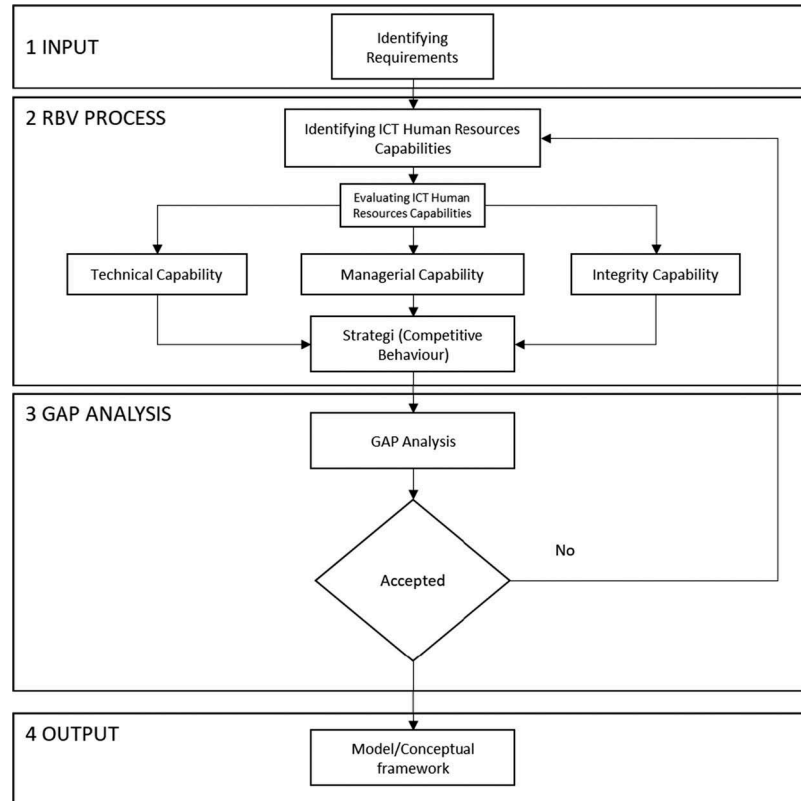 1 INPUT
Identifying
Requirements
2 RBV PROCESS
Identifying ICT Human Resources
Capabilities
Evaluating ICT Human
Resources Capabilities
Technical Capability
Managerial Capability
Integrity Capability
Strategi (Competitive
Behaviour)
3 GAP ANALYSIS
GAP Analysis
No
Accepted
4 OUTPUT
Model/Conceptual
framework